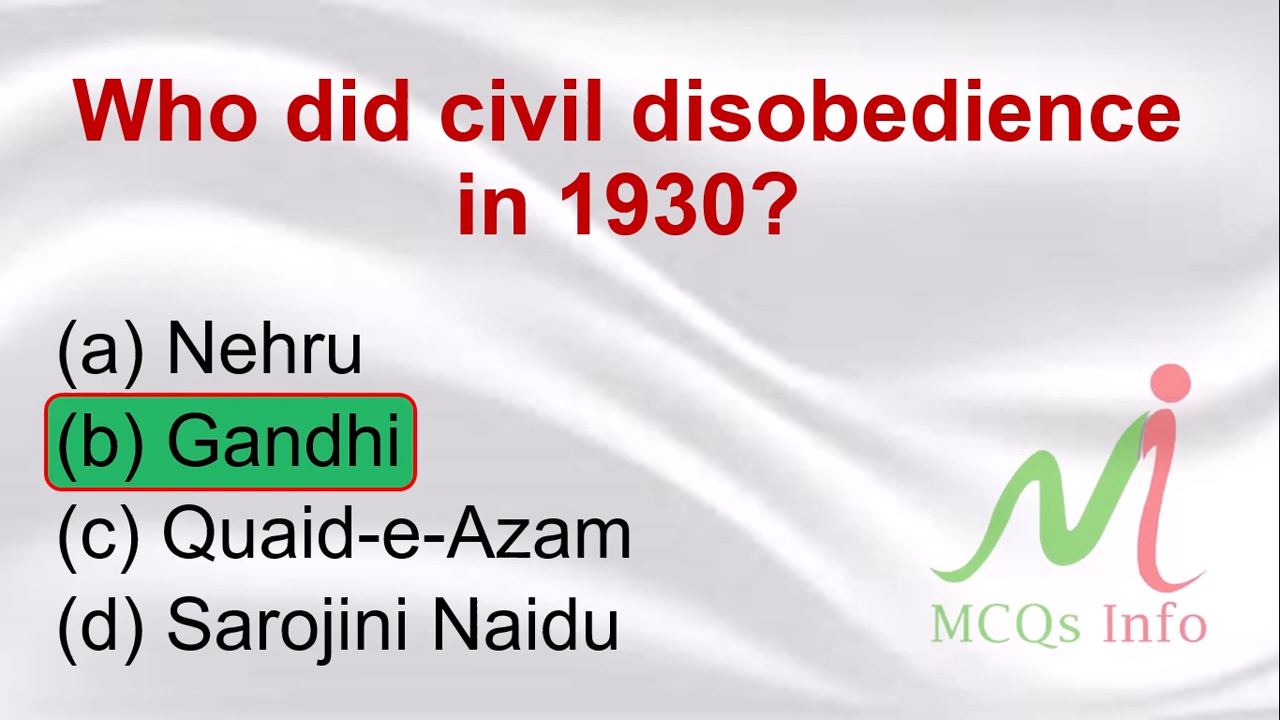 Who did civil disobedience
in 1930?
(a) Nehru
(b) Gandhi
(c) Quaid-e-Azam
(d) Sarojini Naidu
MCQs Info